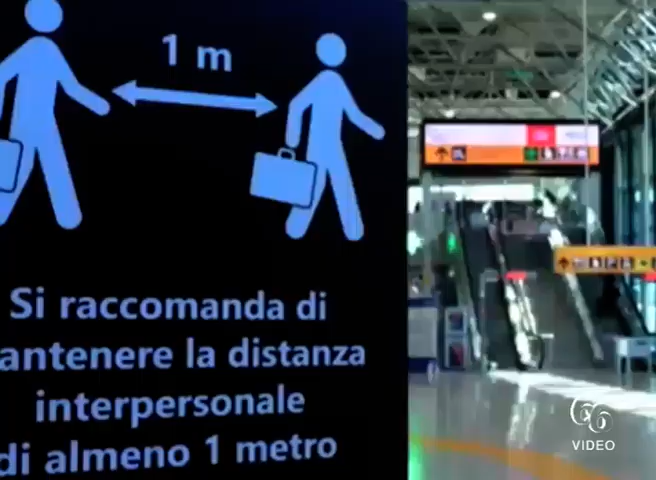 1 m
Si raccomanda di
antenere la distanza
interpersonale
di almeno 1 metro
VIDEO